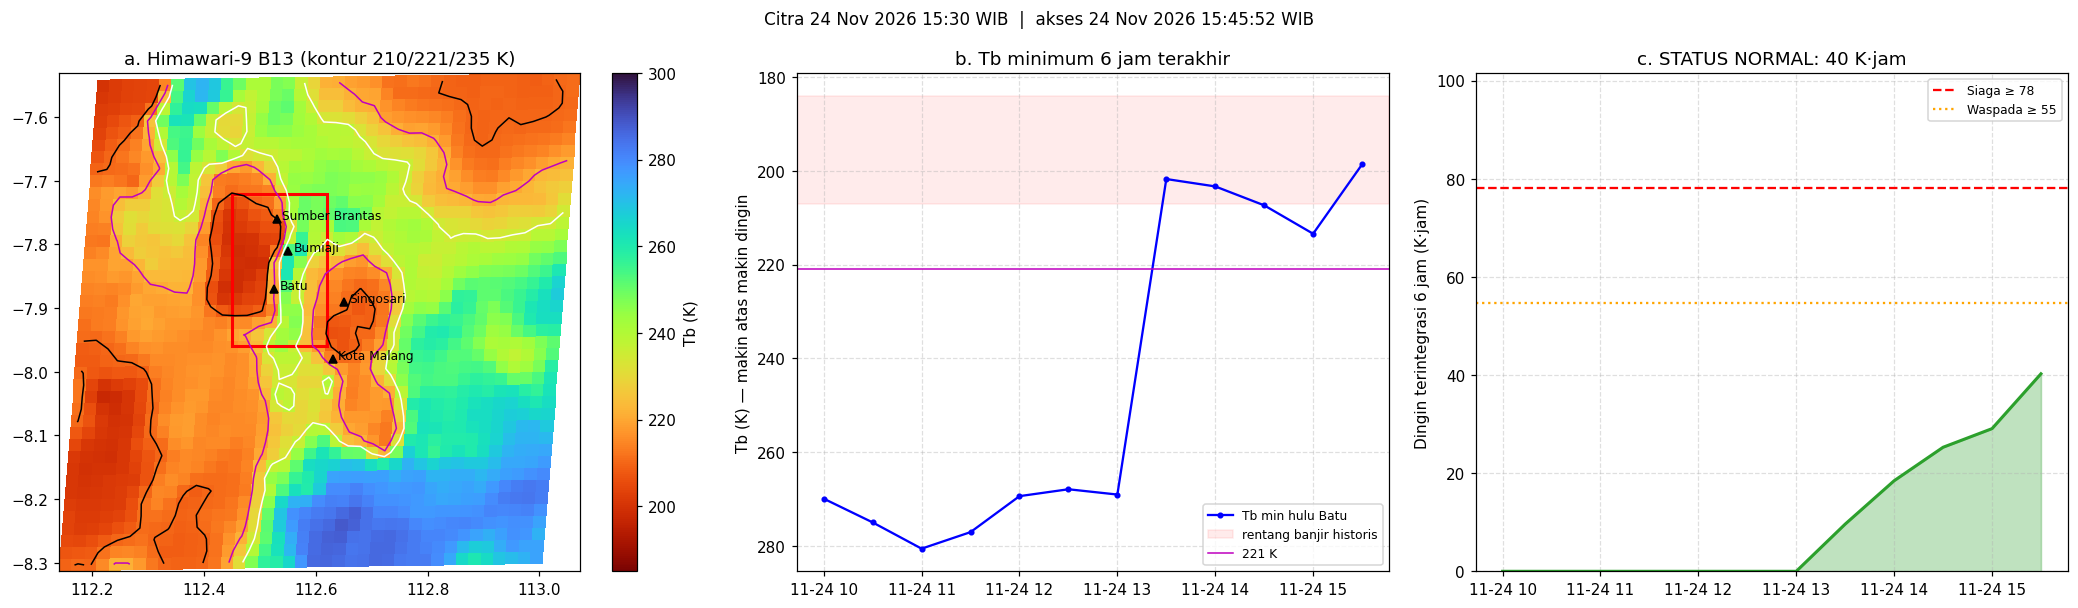 Citra 24 Nov 2026 15:30 WIB | akses 24 Nov 2026 15:45:52 WIB
a. Himawari-9 B13 (kontur 210/221/235 K)
−7.6
−7.7
−7.8
−7.9
−8.0
−8.1
−8.2
−8.3
112.2
112.4
112.6
112.8
113.0
Sumber Brantas
Bumiaji
Batu
Singosari
Kota Malang
300
280
260
240
220
200
Tb (K)
b. Tb minimum 6 jam terakhir
Tb (K) — makin atas makin dingin
180
200
220
240
260
280
11-24 10
11-24 11
11-24 12
11-24 13
11-24 14
11-24 15
Tb min hulu Batu
rentang banjir historis
221 K
c. STATUS NORMAL: 40 K·jam
Dingin terintegrasi 6 jam (K·jam)
100
80
60
40
20
0
11-24 10
11-24 11
11-24 12
11-24 13
11-24 14
11-24 15
Siaga ≥ 78
Waspada ≥ 55